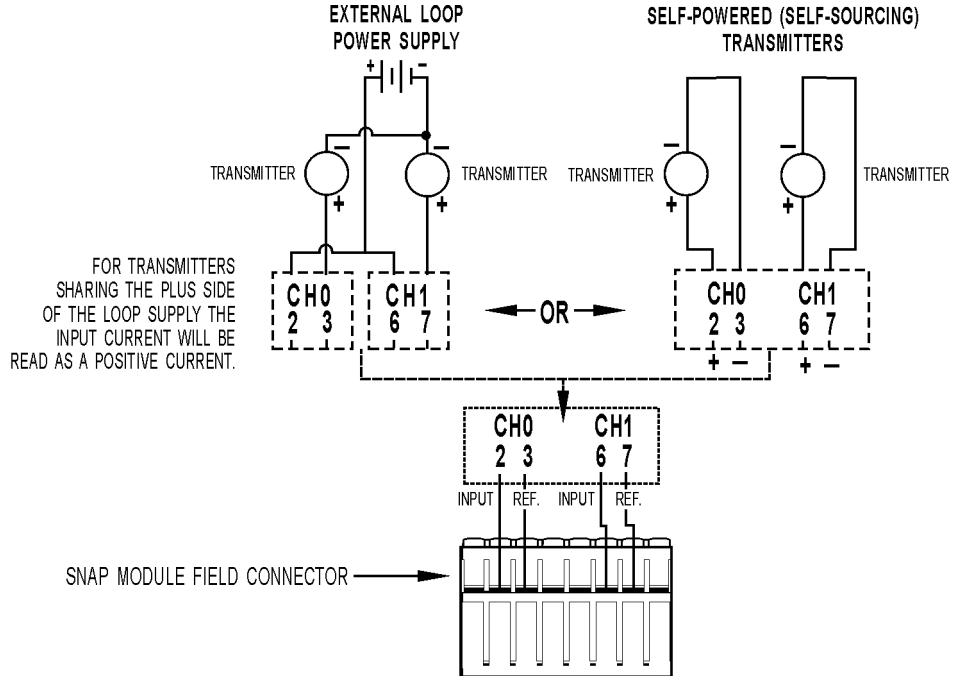 EXTERNAL LOOP
POWER SUPPLY
+ -
SELF-POWERED (SELF-SOURCING)
TRANSMITTERS
TRANSMITTER
-
+
-
+
TRANSMITTER
TRANSMITTER
-
+
-
+
TRANSMITTER
FOR TRANSMITTERS
SHARING THE PLUS SIDE
OF THE LOOP SUPPLY THE
INPUT CURRENT WILL BE
READ AS A POSITIVE CURRENT.
CH0
2 3
CH1
6 7
OR
CH0
2 3
+ —
CH1
6 7
+ —
CH0
2 3
CH1
6 7
INPUT REF. INPUT REF.
SNAP MODULE FIELD CONNECTOR